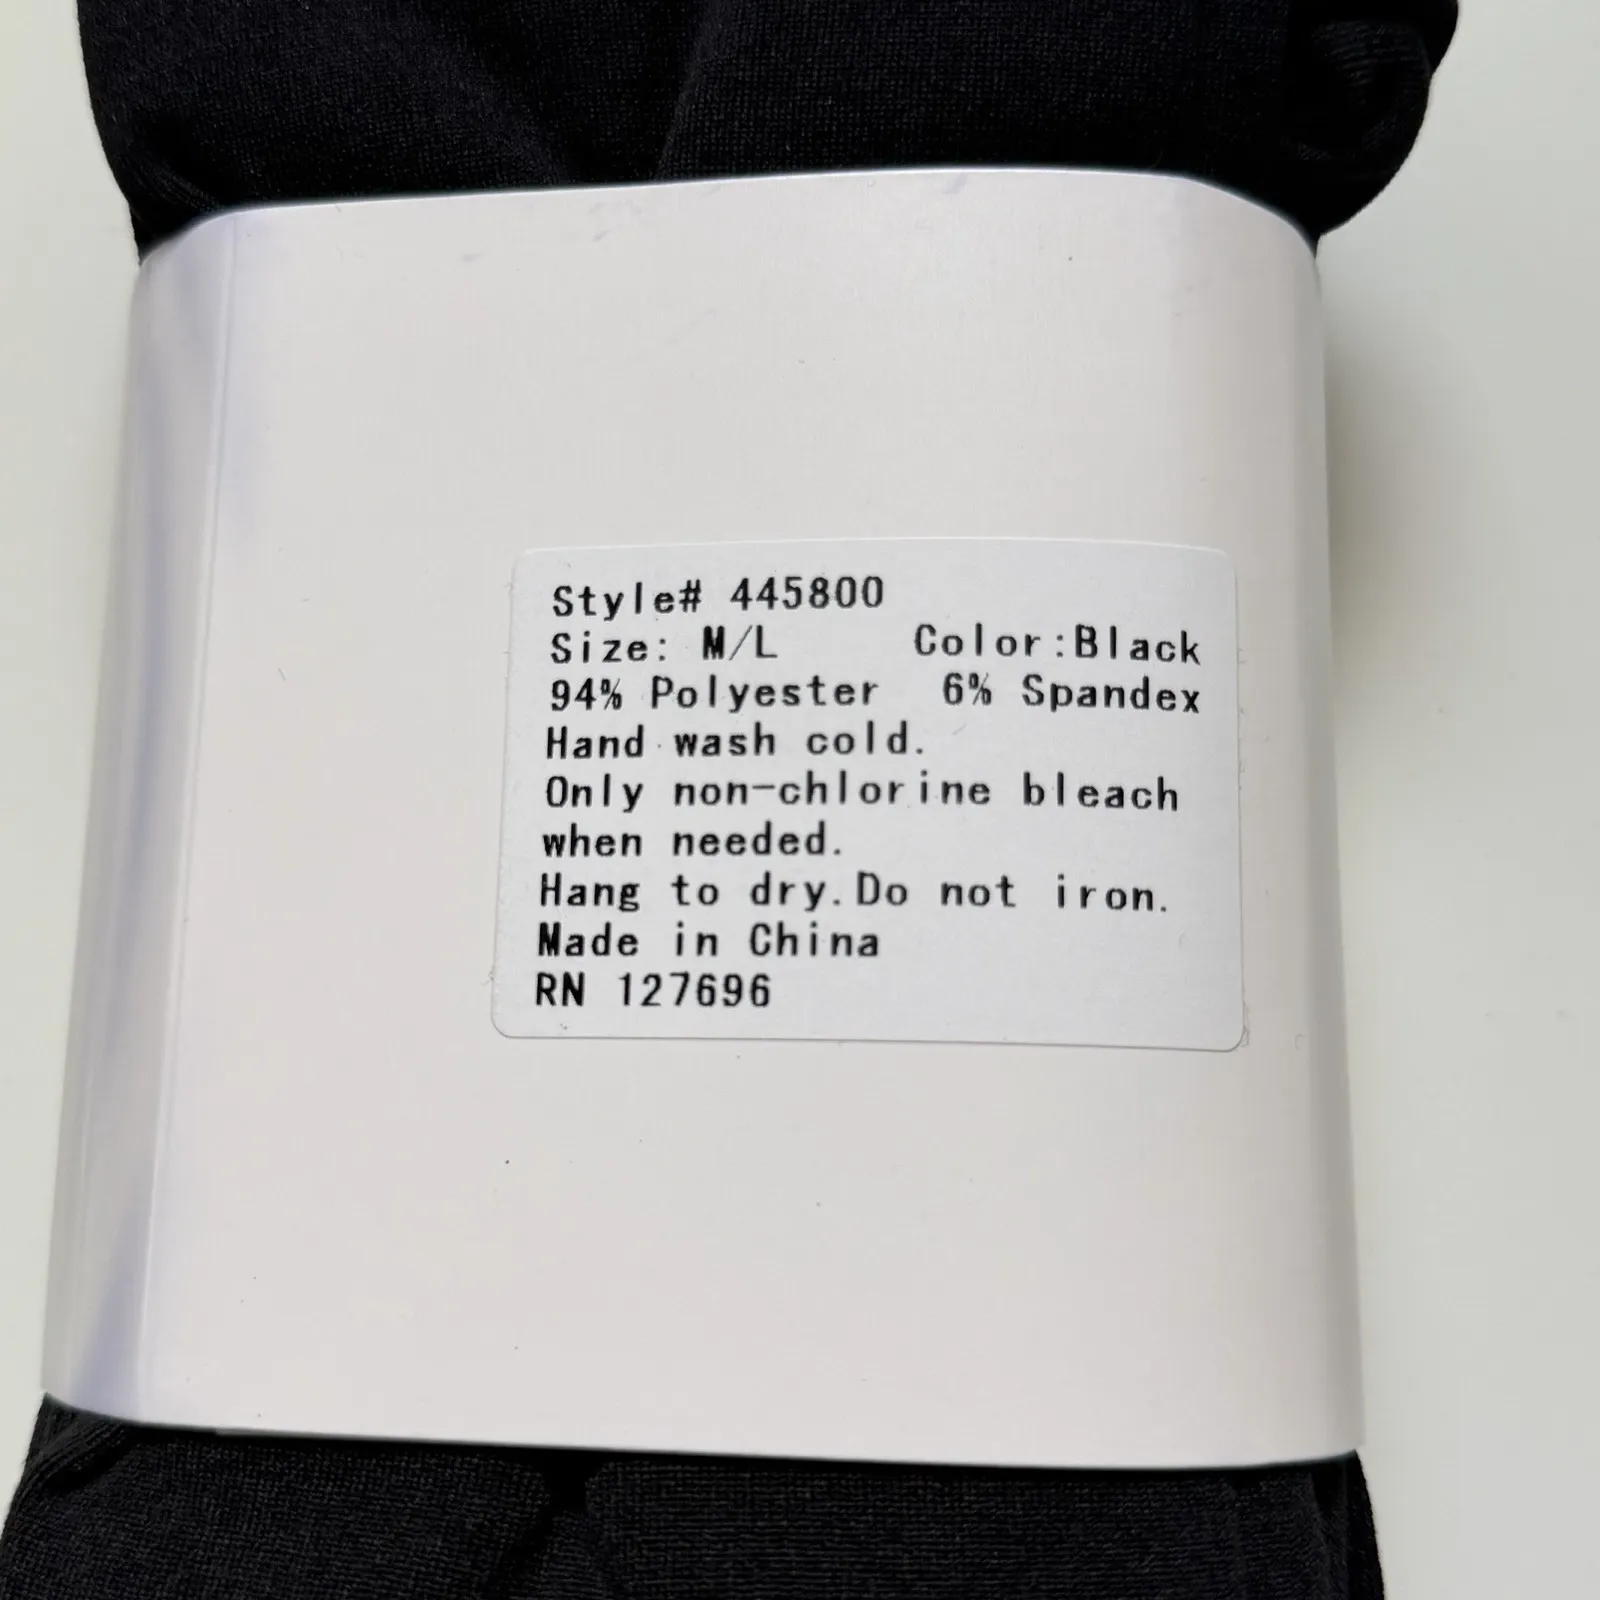 Style# 445800
Size: M/L Color:Black
94% Polyester 6% Spandex
Hand wash cold.
Only non-chlorine bleach
when needed.
Hang to dry.Do not iron.
Made in China
RN 127696